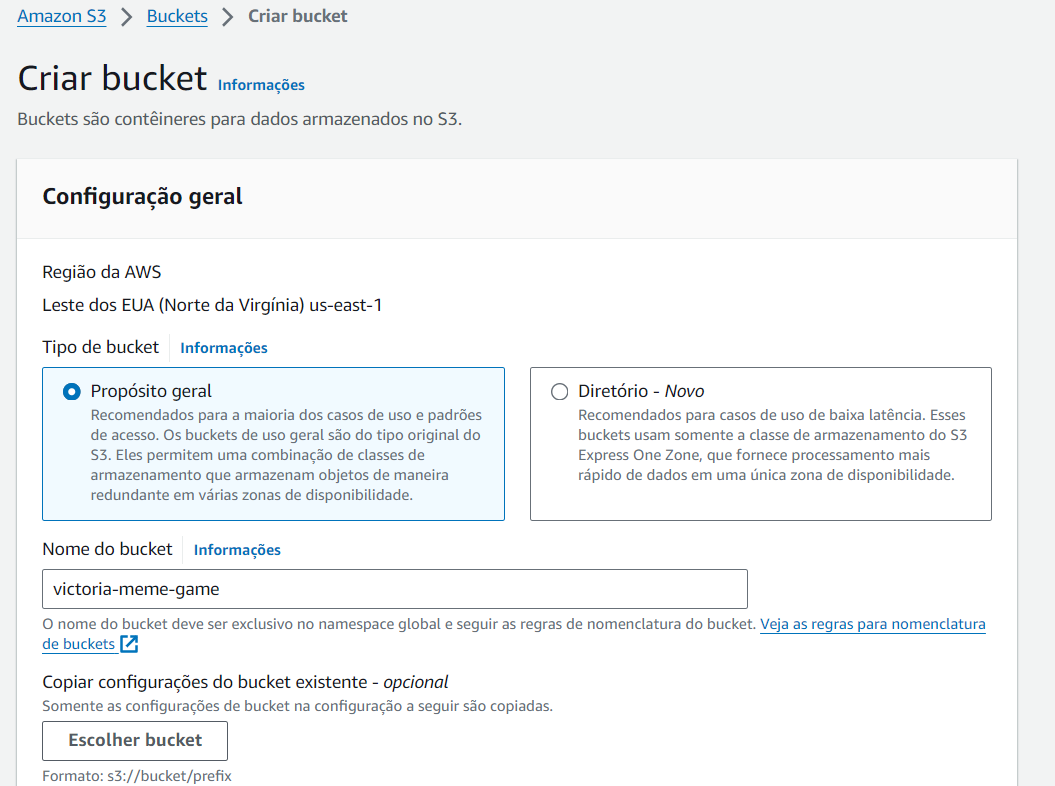 Amazon S3 > Buckets > Criar bucket
Criar bucket Informações
Buckets são contêineres para dados armazenados no S3.
Configuração geral
Região da AWS
Leste dos EUA (Norte da Virgínia) us-east-1
Tipo de bucket Informações
Propósito geral
Recomendados para a maioria dos casos de uso e padrões
de acesso. Os buckets de uso geral são do tipo original do
S3. Eles permitem uma combinação de classes de
armazenamento que armazenam objetos de maneira
redundante em várias zonas de disponibilidade.
Diretório - Novo
Recomendados para casos de uso de baixa latência. Esses
buckets usam somente a classe de armazenamento do S3
Express One Zone, que fornece processamento mais
rápido de dados em uma única zona de disponibilidade.
Nome do bucket Informações
victoria-meme-game
O nome do bucket deve ser exclusivo no namespace global e seguir as regras de nomenclatura do bucket. Veja as regras para nomenclatura
de buckets
Copiar configurações do bucket existente - opcional
Somente as configurações de bucket na configuração a seguir são copiadas.
Escolher bucket
Formato: s3://bucket/prefix